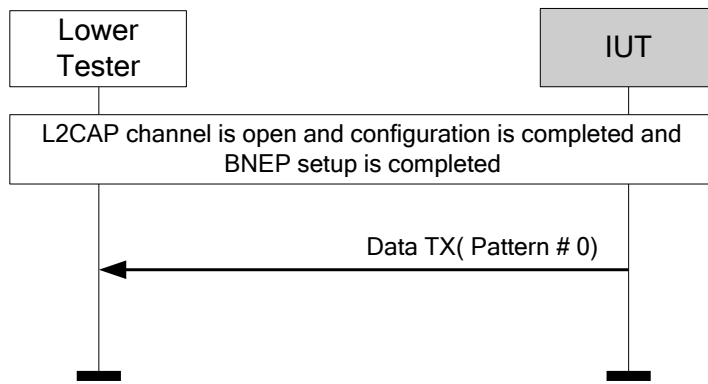 Lower
Tester
IUT
L2CAP channel is open and configuration is completed and
BNEP setup is completed
Data TX( Pattern # 0)